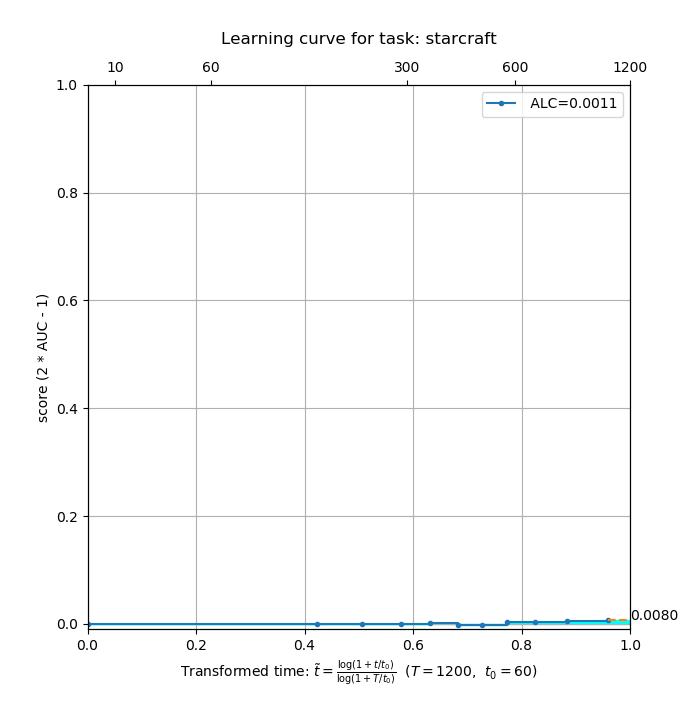 Learning curve for task: starcraft
10 60 300 600 1200
1.0
ALC=0.0011
0.8
0.6
score (2 * AUC - 1)
0.4
0.2
0.0080
0.0
0.0 0.2 0.4 0.6 0.8 1.0
Transformed time: t̃ = log(1 + t/t₀) / log(1 + T/t₀) (T = 1200, t₀ = 60)